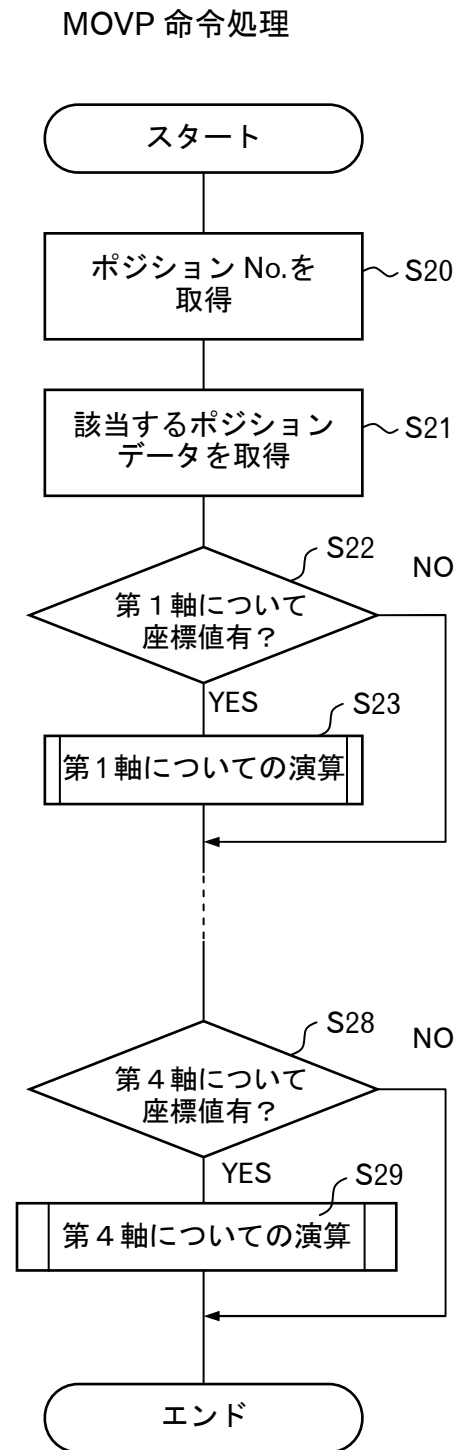 MOVP 命令処理
スタート
ポジション No.を
取得
S20
該当するポジション
データを取得
S21
S22
NO
第1軸について
座標値有？
YES
S23
第1軸についての演算
S28
NO
第4軸について
座標値有？
YES
S29
第4軸についての演算
エンド